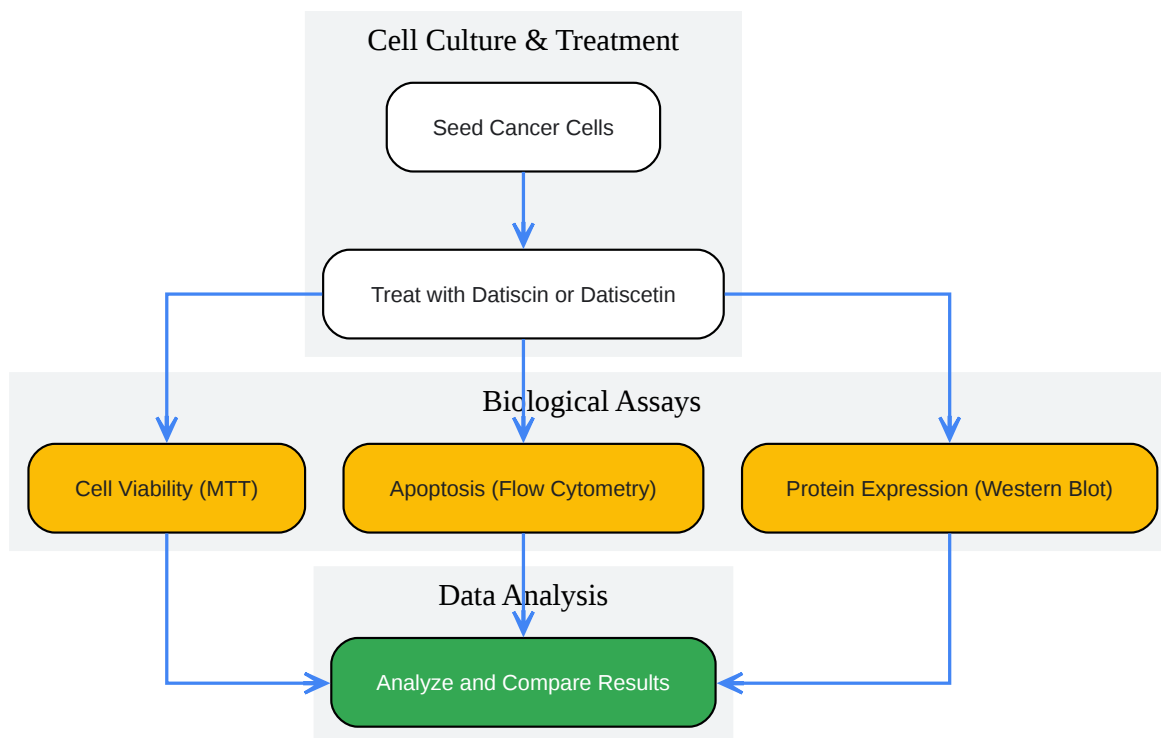 Cell Culture & Treatment
Seed Cancer Cells
Treat with Datiscin or Datiscetin
Biological Assays
Cell Viability (MTT)
Apoptosis (Flow Cytometry)
Protein Expression (Western Blot)
Data Analysis
Analyze and Compare Results